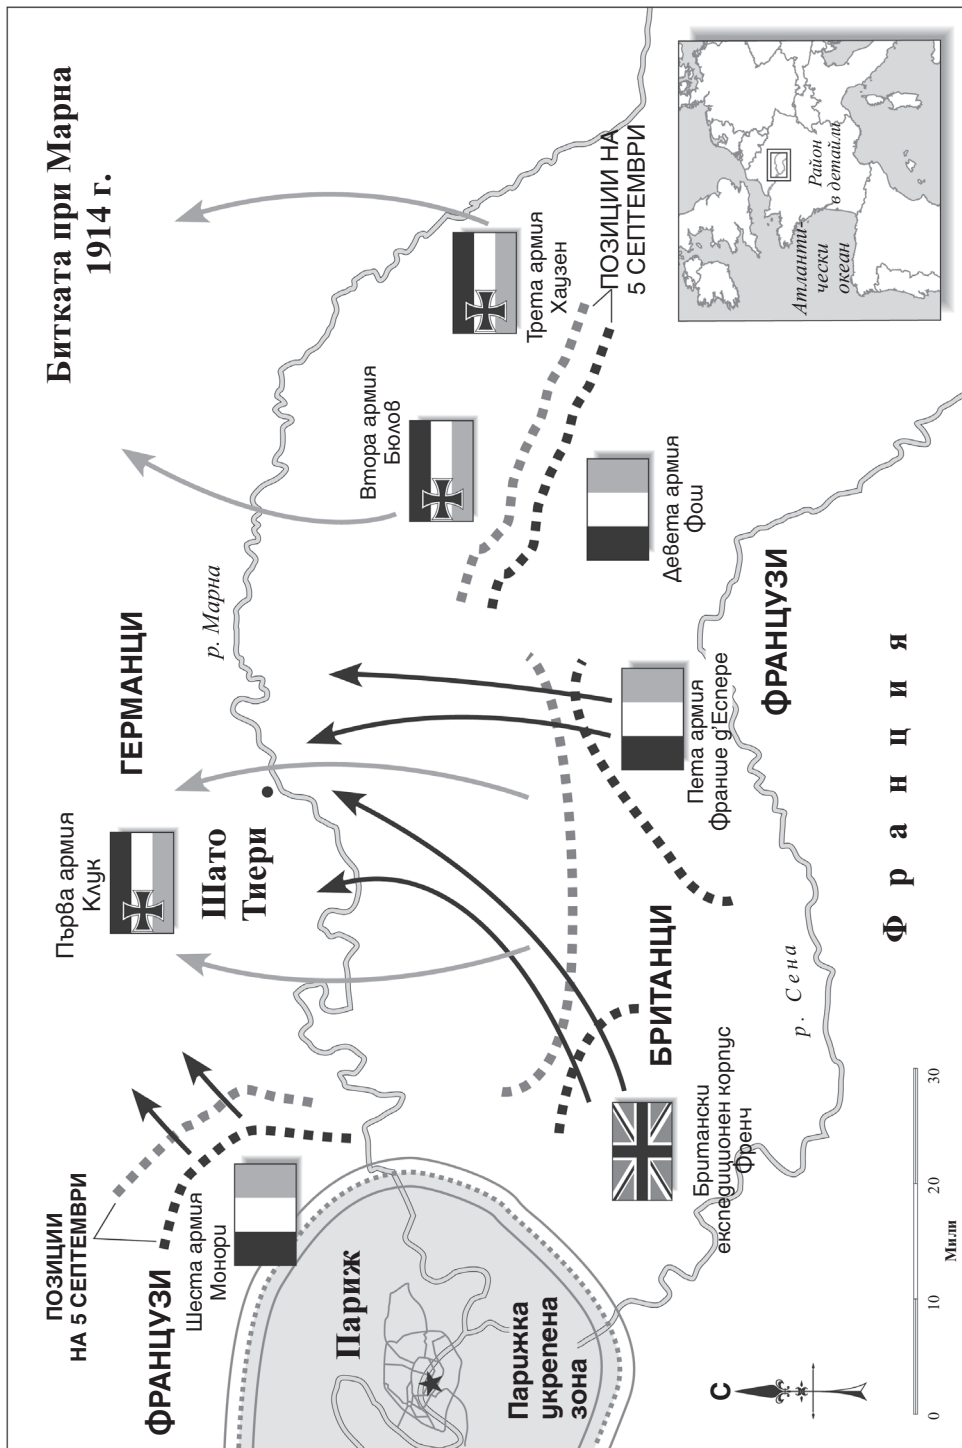 Битката при Марна
1914 г.
ПОЗИЦИИ
НА 5 СЕПТЕМВРИ
ФРАНЦУЗИ
Шеста армия
Монори
Париж
Парижка
укрепена
зона
Първа армия
Клук
ГЕРМАНЦИ
Шато
Тиери
р. Марна
Втора армия
Бюлов
Трета армия
Хаузен
ПОЗИЦИИ НА
5 СЕПТЕМВРИ
БРИТАНЦИ
Британски
експедиционен корпус
Френч
Пета армия
Франше д'Еспере
Девета армия
Фош
ФРАНЦУЗИ
р. Сена
Франция
С
0 10 20 30
Мили
Атланти-
чески
океан
Район
в детайли